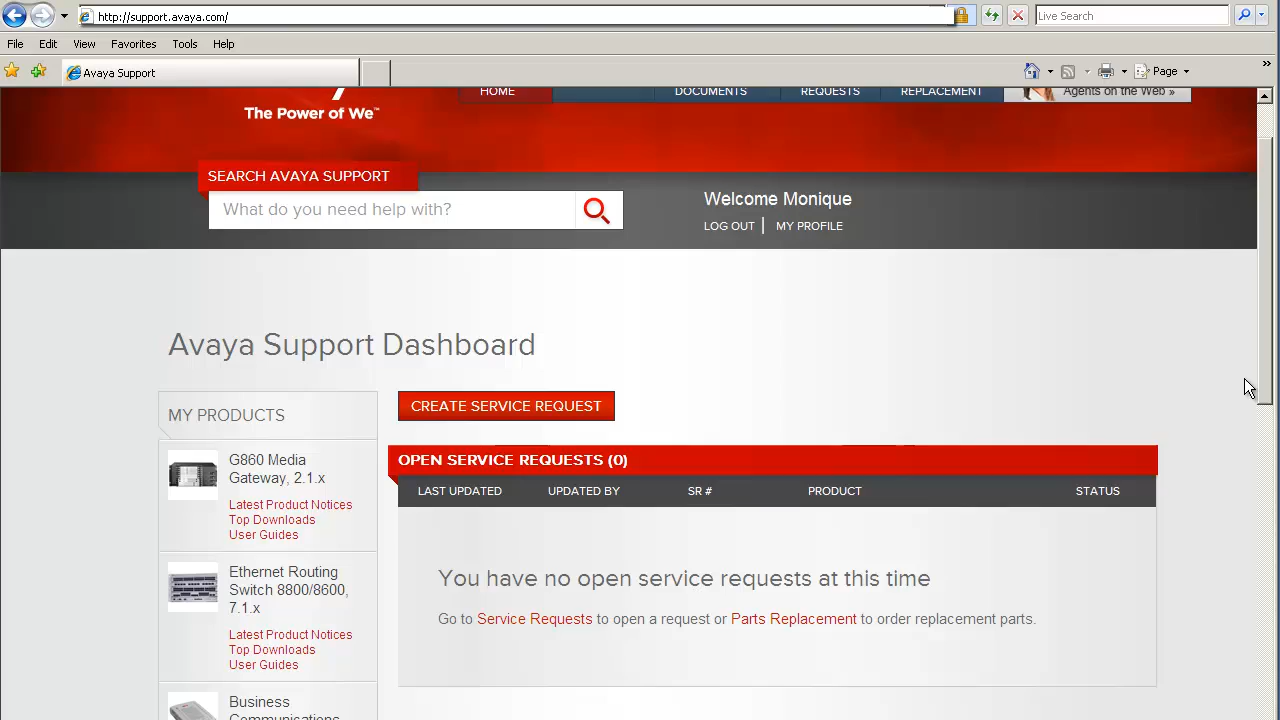 http://support.avaya.com/
Live Search
File Edit View Favorites Tools Help
Avaya Support
Page
»
HOME DOCUMENTS REQUESTS REPLACEMENT Agents on the Web »
The Power of We™
SEARCH AVAYA SUPPORT
What do you need help with?
Welcome Monique
LOG OUT | MY PROFILE
Avaya Support Dashboard
MY PRODUCTS
G860 Media
Gateway, 2.1.x
Latest Product Notices
Top Downloads
User Guides
Ethernet Routing
Switch 8800/8600,
7.1.x
Latest Product Notices
Top Downloads
User Guides
Business
Communications
CREATE SERVICE REQUEST
OPEN SERVICE REQUESTS (0)
LAST UPDATED UPDATED BY SR # PRODUCT STATUS
You have no open service requests at this time
Go to Service Requests to open a request or Parts Replacement to order replacement parts.